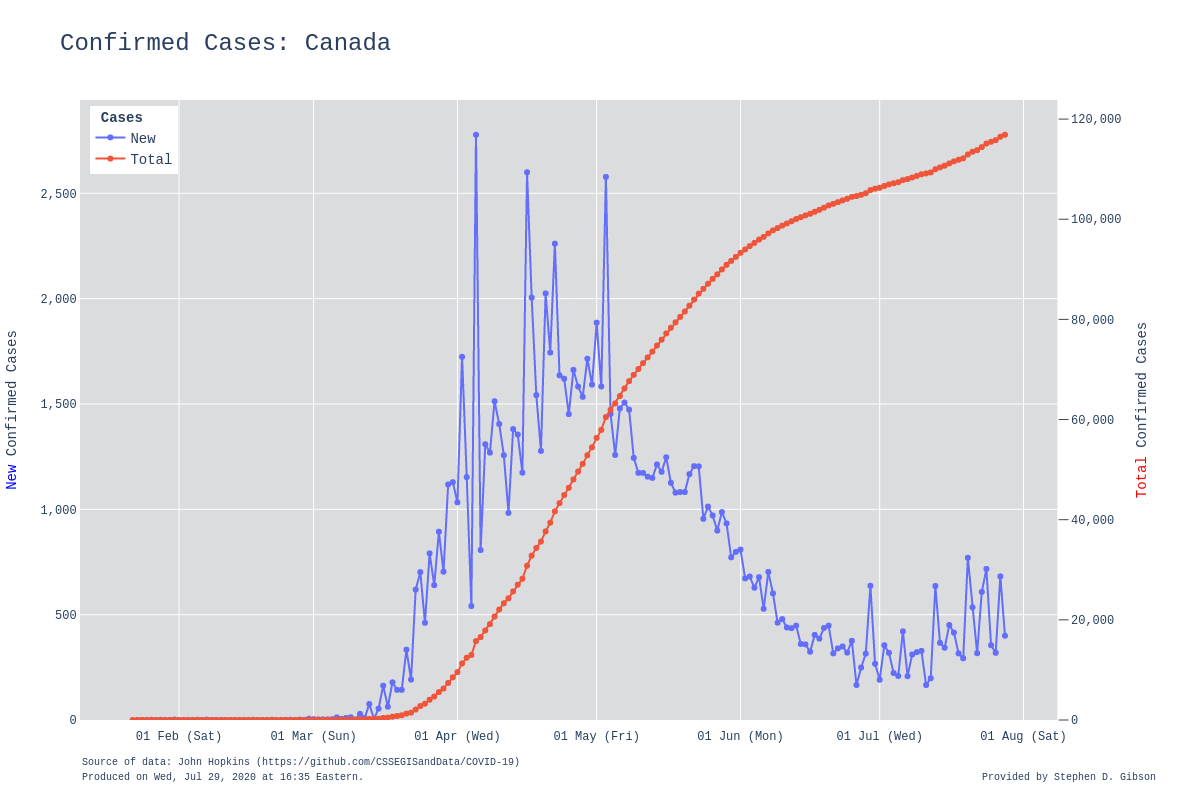 Confirmed Cases: Canada
Cases
New
Total
120,000
2,500
100,000
2,000
80,000
New Confirmed Cases
Total Confirmed Cases
1,500
60,000
1,000
40,000
500
20,000
0
0
01 Feb (Sat)
01 Mar (Sun)
01 Apr (Wed)
01 May (Fri)
01 Jun (Mon)
01 Jul (Wed)
01 Aug (Sat)
Source of data: John Hopkins (https://github.com/CSSEGISandData/COVID-19)
Produced on Wed, Jul 29, 2020 at 16:35 Eastern.
Provided by Stephen D. Gibson